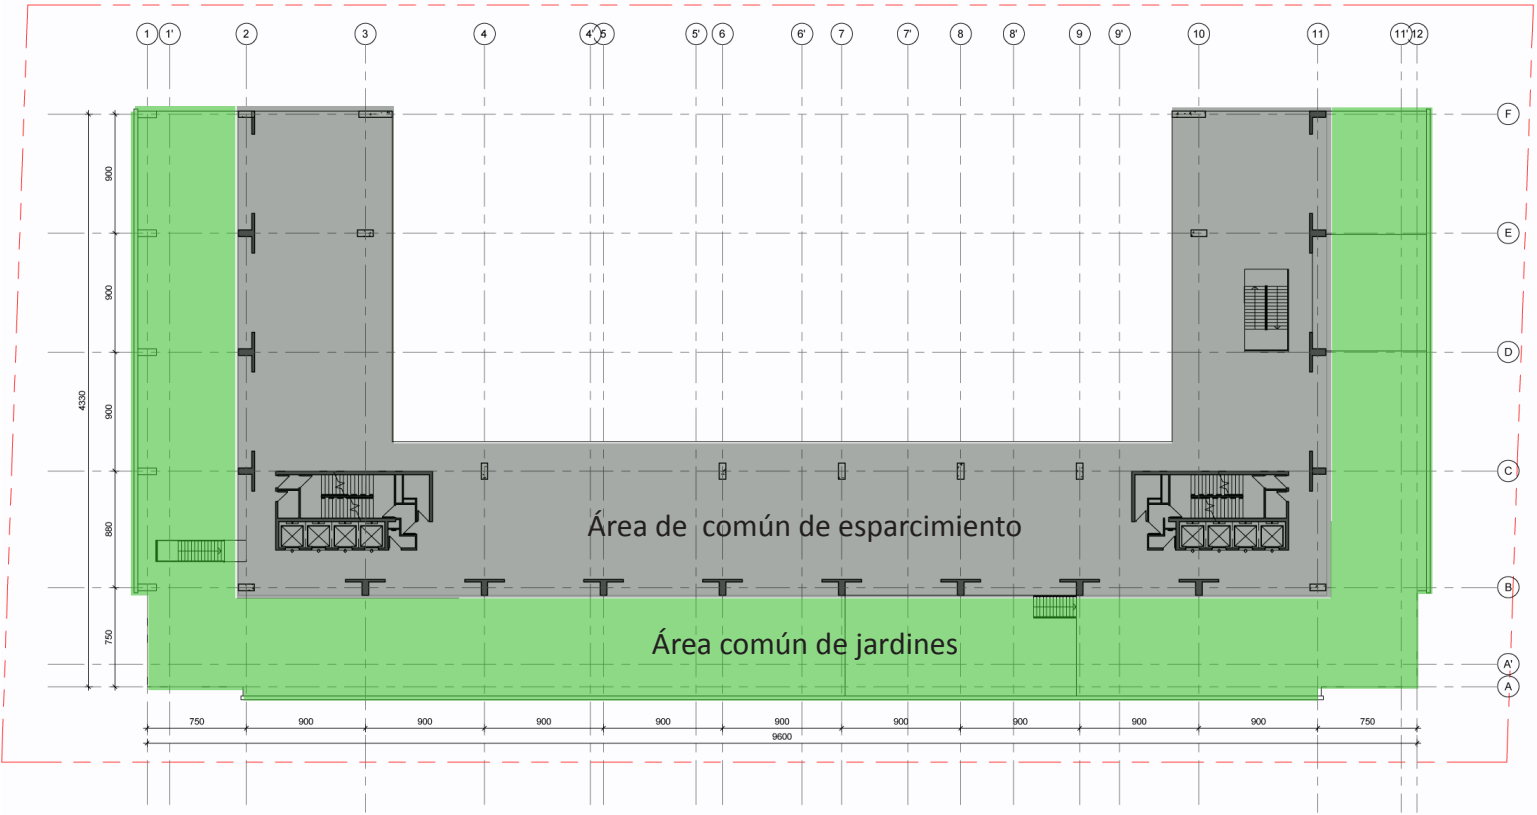 1 1' 2 3 4 4' 5 5' 6 6' 7 7' 8 8' 9 9' 10 11 11' 12
F
900
E
900
D
4330
900
C
Área de  común de esparcimiento
880
B
Área común de jardines
750
A'
A
750 900 900 900 900 900 900 900 900 900 750
9600